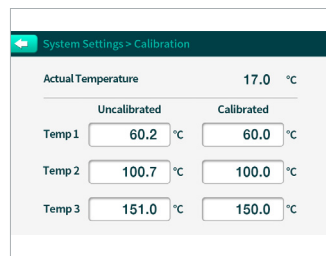 System Settings > Calibration
Actual Temperature 17.0 °C
Uncalibrated Calibrated
Temp 1 60.2 °C 60.0 °C
Temp 2 100.7 °C 100.0 °C
Temp 3 151.0 °C 150.0 °C